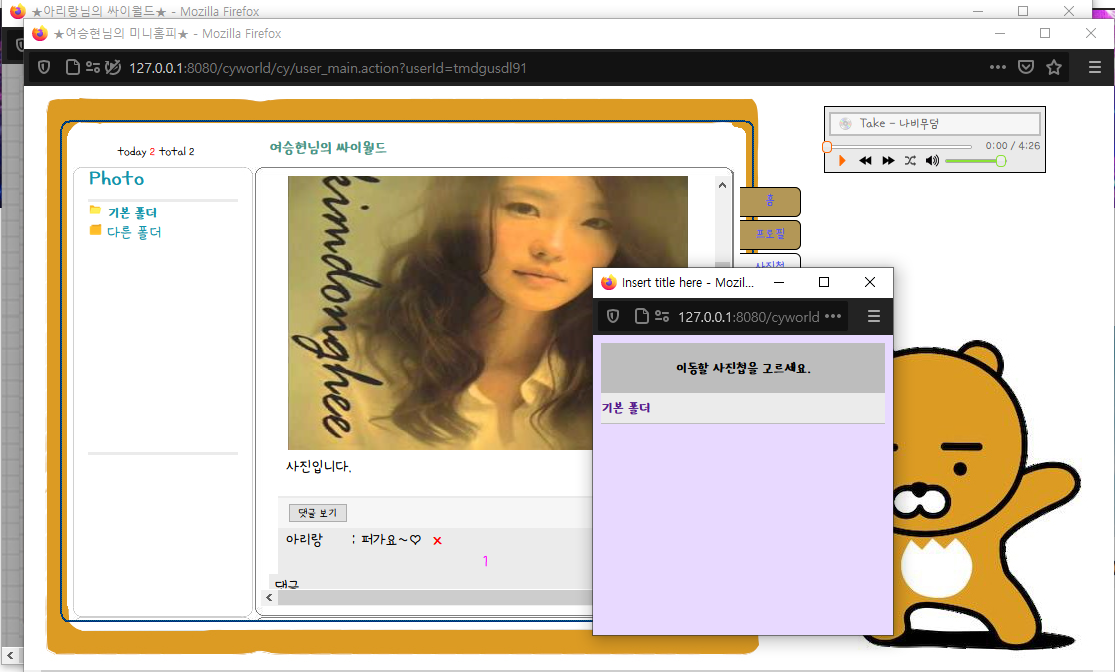 ★아리랑님의 싸이월드★ - Mozilla Firefox
★여승현님의 미니홈피★ - Mozilla Firefox
127.0.0.1:8080/cyworld/cy/user_main.action?userId=tmdgusdl91
today 2 total 2
여승현님의 싸이월드
Take - 나비무덤
0:00 / 4:26
Photo
기본 폴더
다른 폴더
kimdonghee
홈
프로필
사진첩
Insert title here - Mozil...
127.0.0.1:8080/cyworld
이동할 사진첩을 고르세요.
기본 폴더
사진입니다.
댓글 보기
아리랑 : 퍼가요~♡ ×
1
댓글